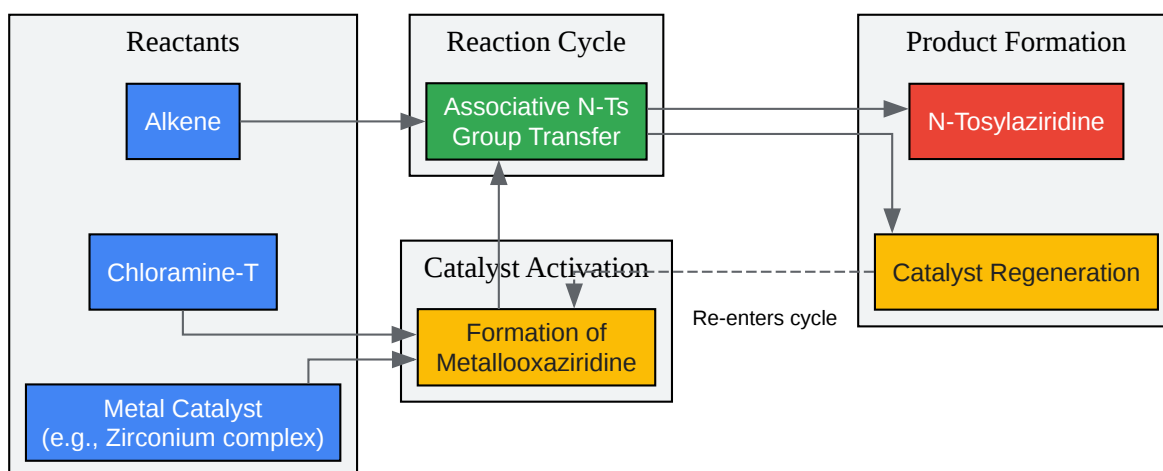 Reactants
Alkene
Chloramine-T
Metal Catalyst
(e.g., Zirconium complex)
Reaction Cycle
Associative N-Ts
Group Transfer
Catalyst Activation
Formation of
Metallooxaziridine
Product Formation
N-Tosylaziridine
Catalyst Regeneration
Re-enters cycle